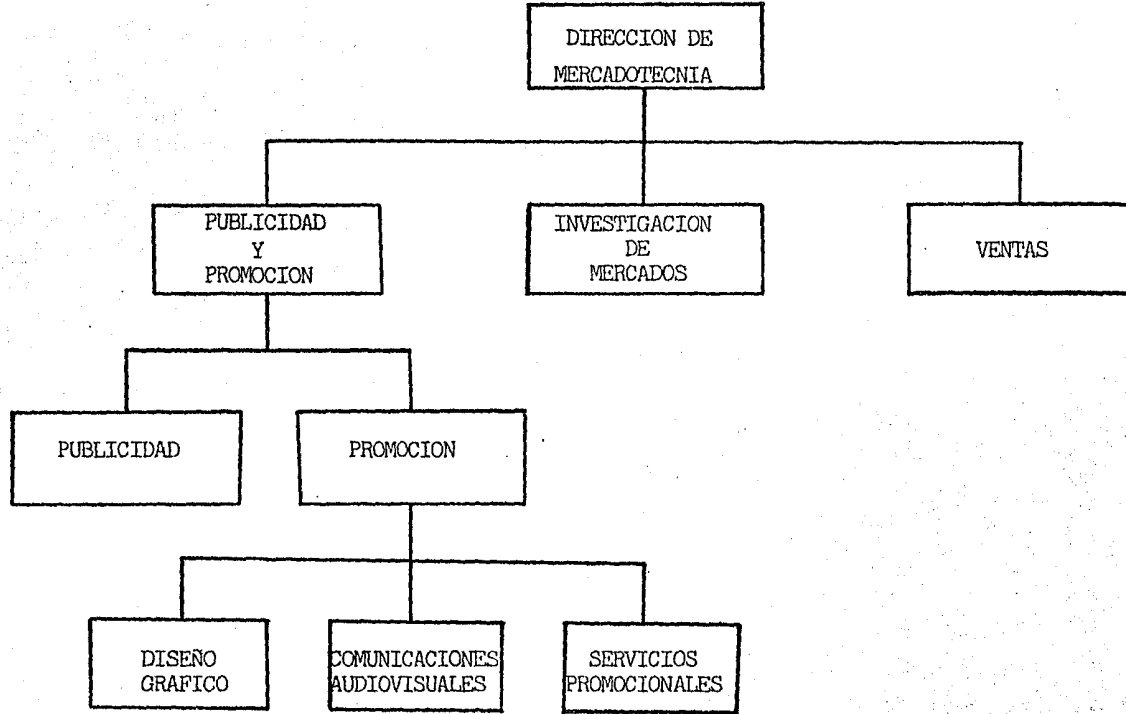 DIRECCION DE
MERCADOTECNIA
PUBLICIDAD
Y
PROMOCION
INVESTIGACION
DE
MERCADOS
VENTAS
PUBLICIDAD
PROMOCION
DISEÑO
GRAFICO
COMUNICACIONES
AUDIOVISUALES
SERVICIOS
PROMOCIONALES